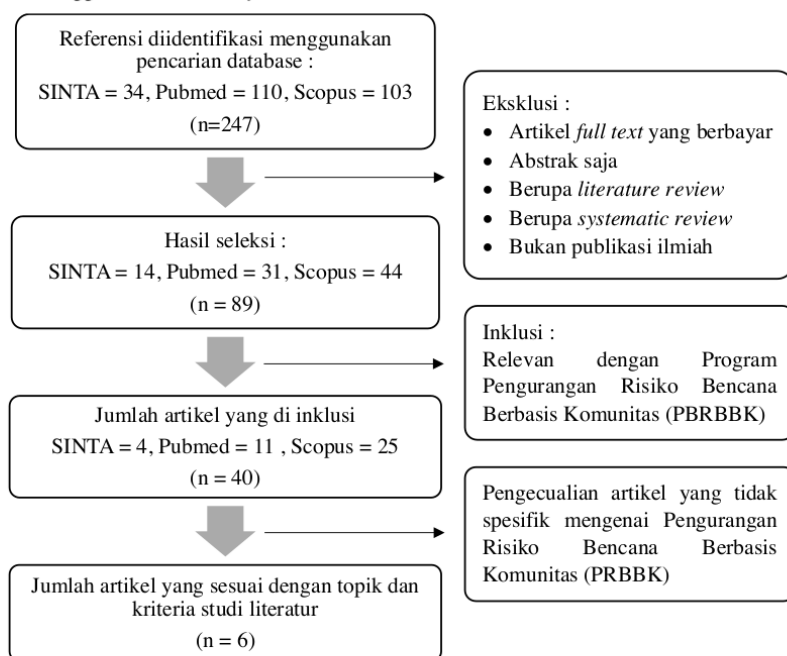 Referensi diidentifikasi menggunakan
pencarian database :
SINTA = 34, Pubmed = 110, Scopus = 103
(n=247)
Eksklusi :
• Artikel full text yang berbayar
• Abstrak saja
• Berupa literature review
• Berupa systematic review
• Bukan publikasi ilmiah
Hasil seleksi :
SINTA = 14, Pubmed = 31, Scopus = 44
(n = 89)
Inklusi :
Relevan dengan Program
Pengurangan Risiko Bencana
Berbasis Komunitas (PBRBBK)
Jumlah artikel yang di inklusi
SINTA = 4, Pubmed = 11 , Scopus = 25
(n = 40)
Pengecualian artikel yang tidak
spesifik mengenai Pengurangan
Risiko Bencana Berbasis
Komunitas (PRBBK)
Jumlah artikel yang sesuai dengan topik dan
kriteria studi literatur
(n = 6)